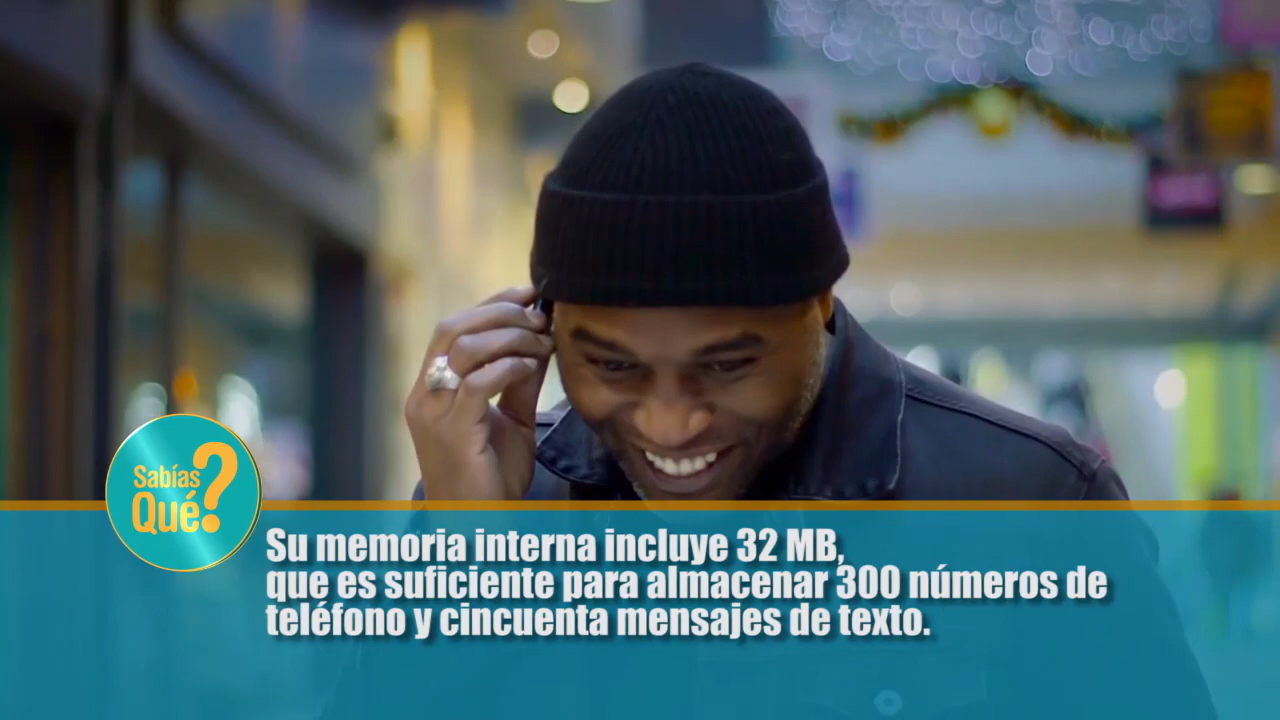 Sabías
Qué?
Su memoria interna incluye 32 MB,
que es suficiente para almacenar 300 números de
teléfono y cincuenta mensajes de texto.